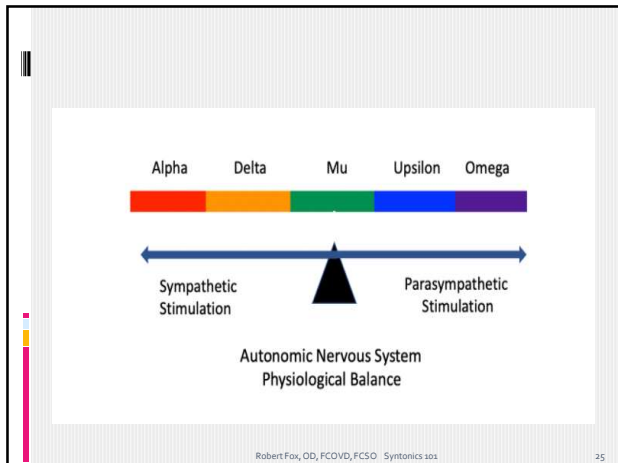 Alpha Delta Mu Upsilon Omega
Sympathetic Stimulation
Parasympathetic Stimulation
Autonomic Nervous System
Physiological Balance
Robert Fox, OD, FCOVD, FCSO Syntonics 101 25